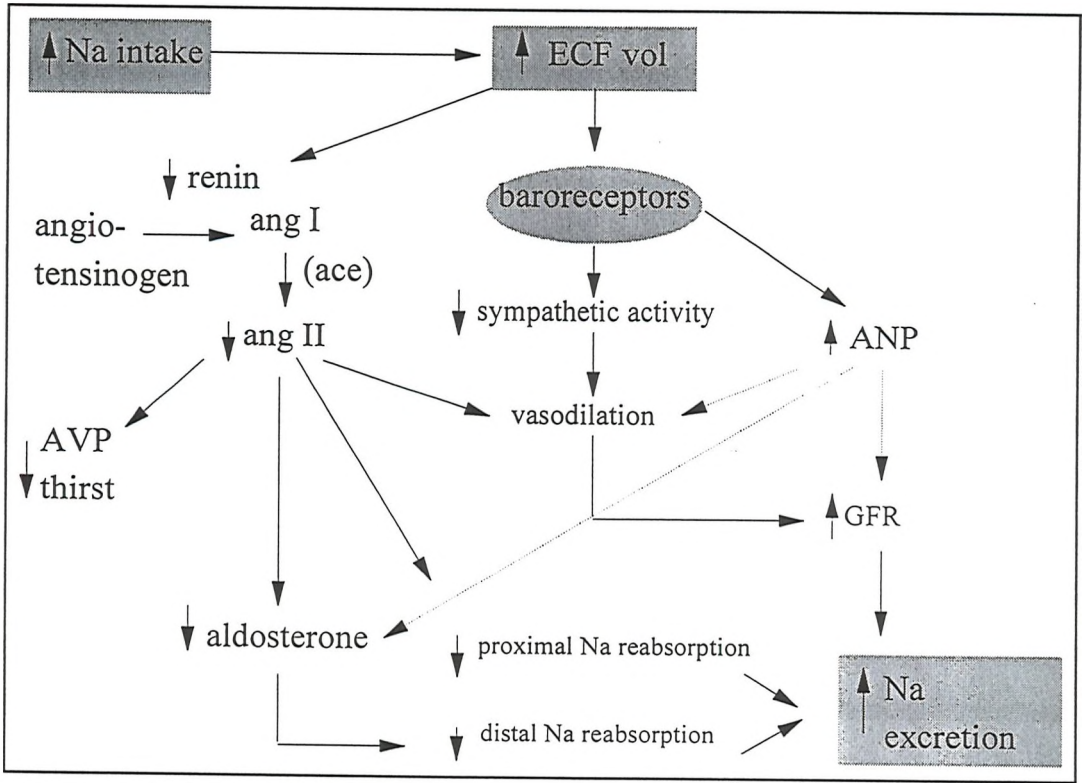 Na intake
ECF vol
renin
baroreceptors
angio-
tensinogen
ang I
(ace)
sympathetic activity
ang II
ANP
vasodilation
AVP
thirst
GFR
aldosterone
proximal Na reabsorption
distal Na reabsorption
Na
excretion